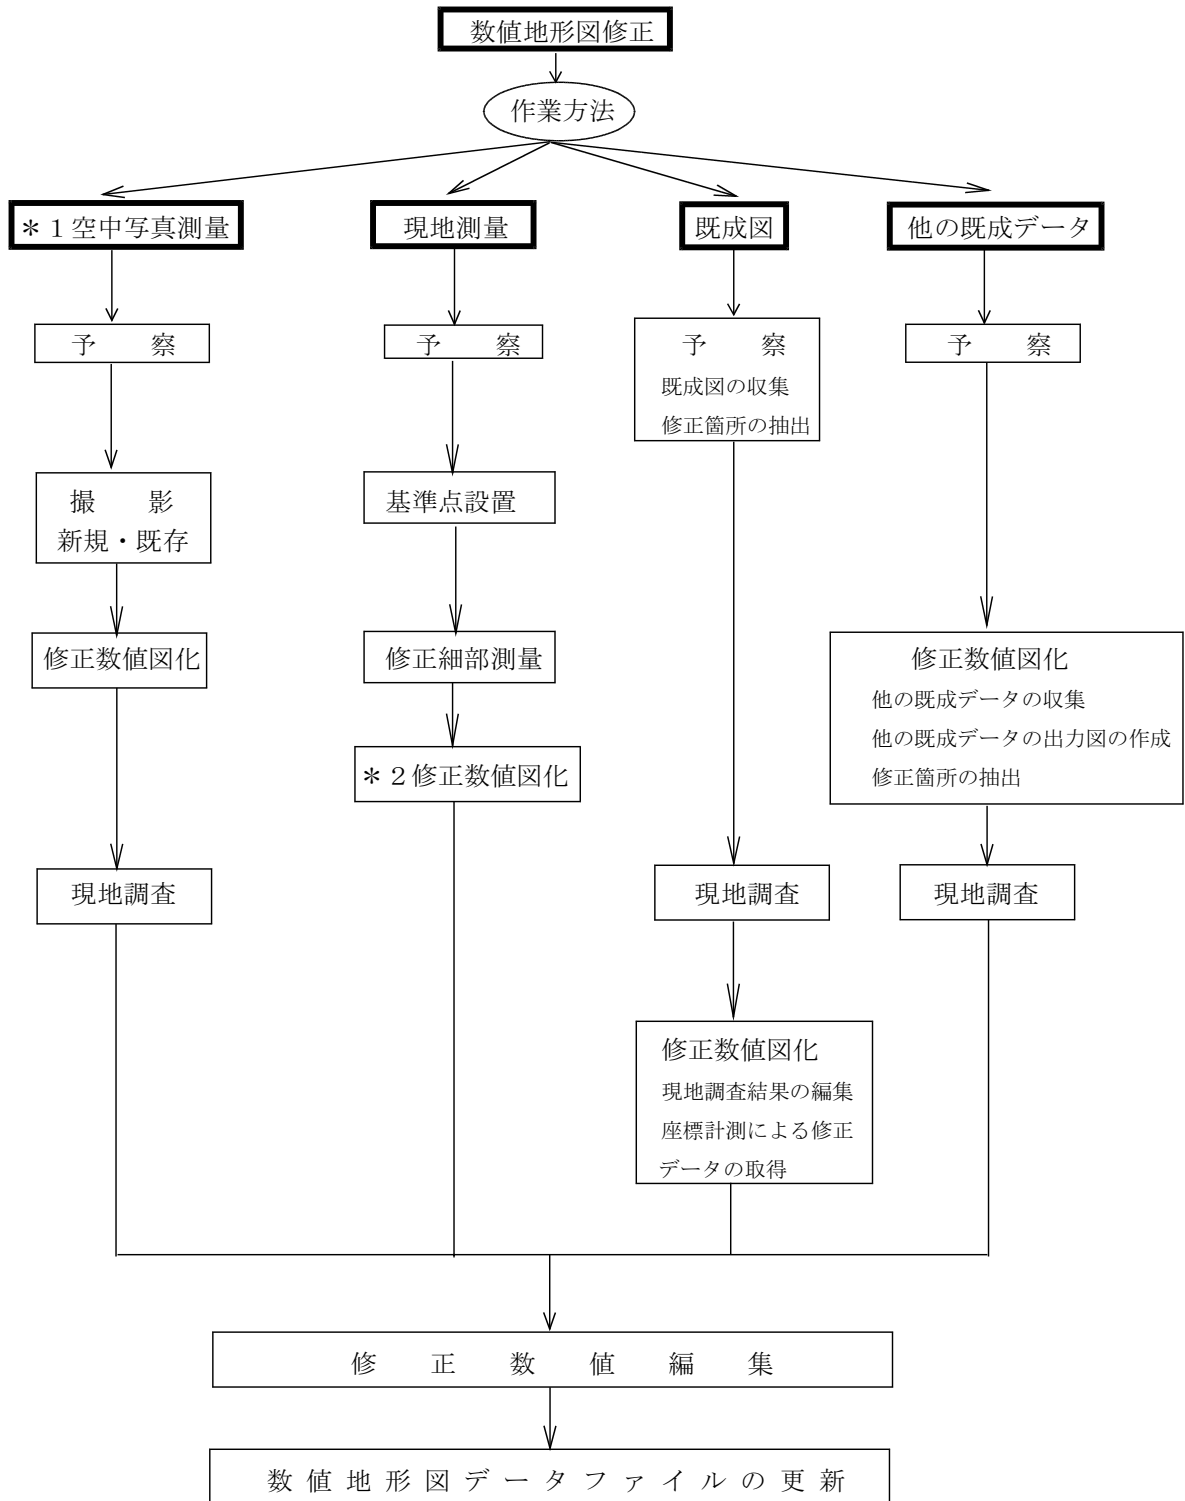 数値地形図修正
作業方法
＊１空中写真測量
現地測量
既成図
他の既成データ
予　　察
予　　察
予　　察
既成図の収集
修正箇所の抽出
予　　察
撮　　影
新規・既存
基準点設置
修正数値図化
修正細部測量
修正数値図化
他の既成データの収集
他の既成データの出力図の作成
修正箇所の抽出
＊２修正数値図化
現地調査
現地調査
現地調査
修正数値図化
現地調査結果の編集
座標計測による修正
データの取得
修　正　数　値　編　集
数値地形図データファイルの更新